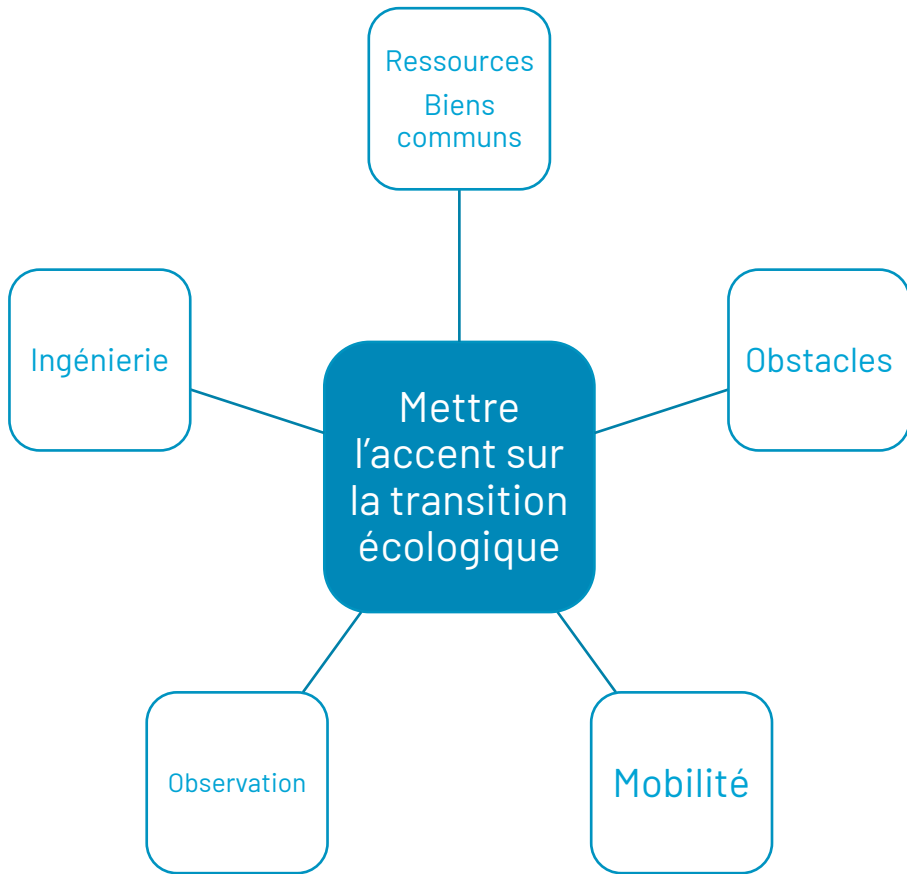 Ressources
Biens
communs
Ingénierie
Obstacles
Mettre
l’accent sur
la transition
écologique
Observation
Mobilité